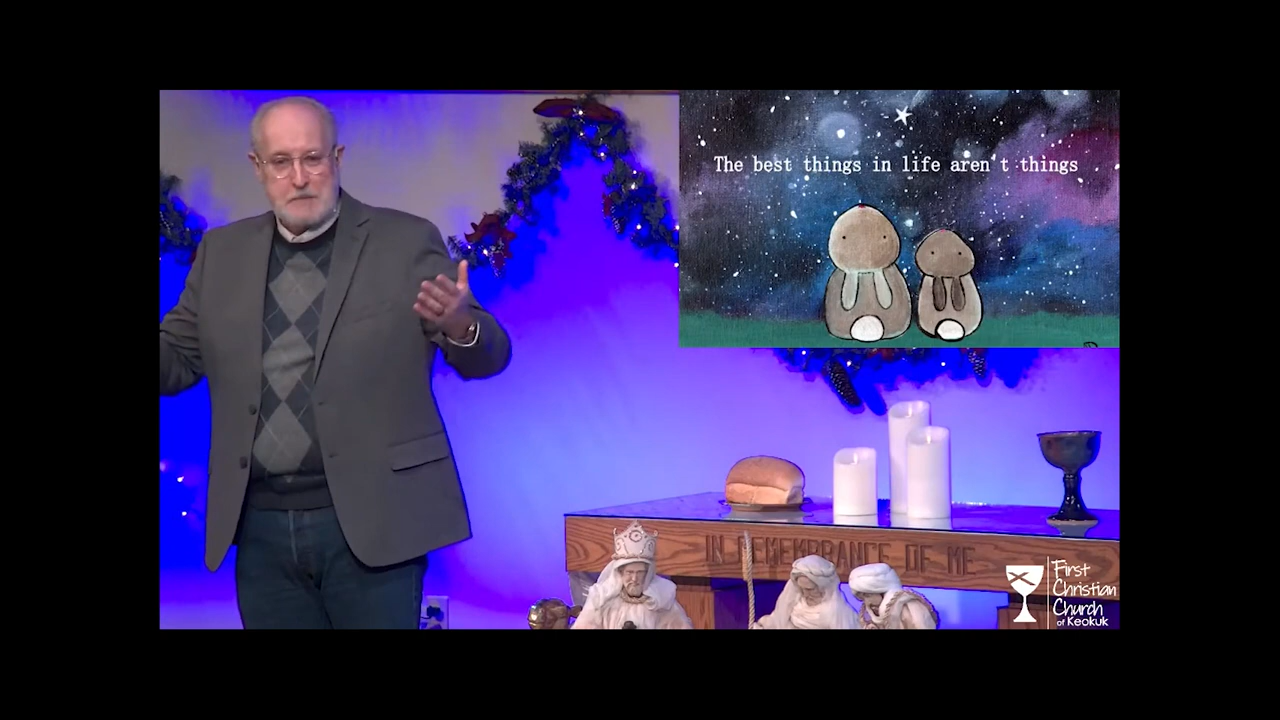 The best things in life aren't things
IN REMEMBRANCE OF ME
First
Christian
Church
of Keokuk